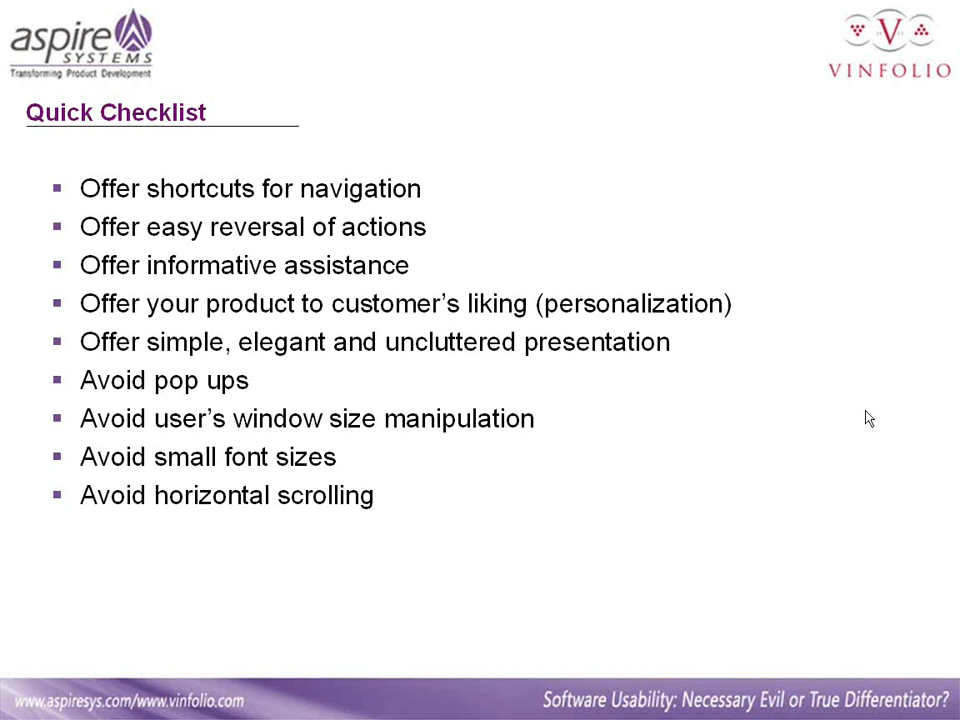 aspire
SYSTEMS
Transforming Product Development
V
VINFOLIO
Quick Checklist
Offer shortcuts for navigation
Offer easy reversal of actions
Offer informative assistance
Offer your product to customer’s liking (personalization)
Offer simple, elegant and uncluttered presentation
Avoid pop ups
Avoid user’s window size manipulation
Avoid small font sizes
Avoid horizontal scrolling
www.aspiresys.com/www.vinfolio.com
Software Usability: Necessary Evil or True Differentiator?